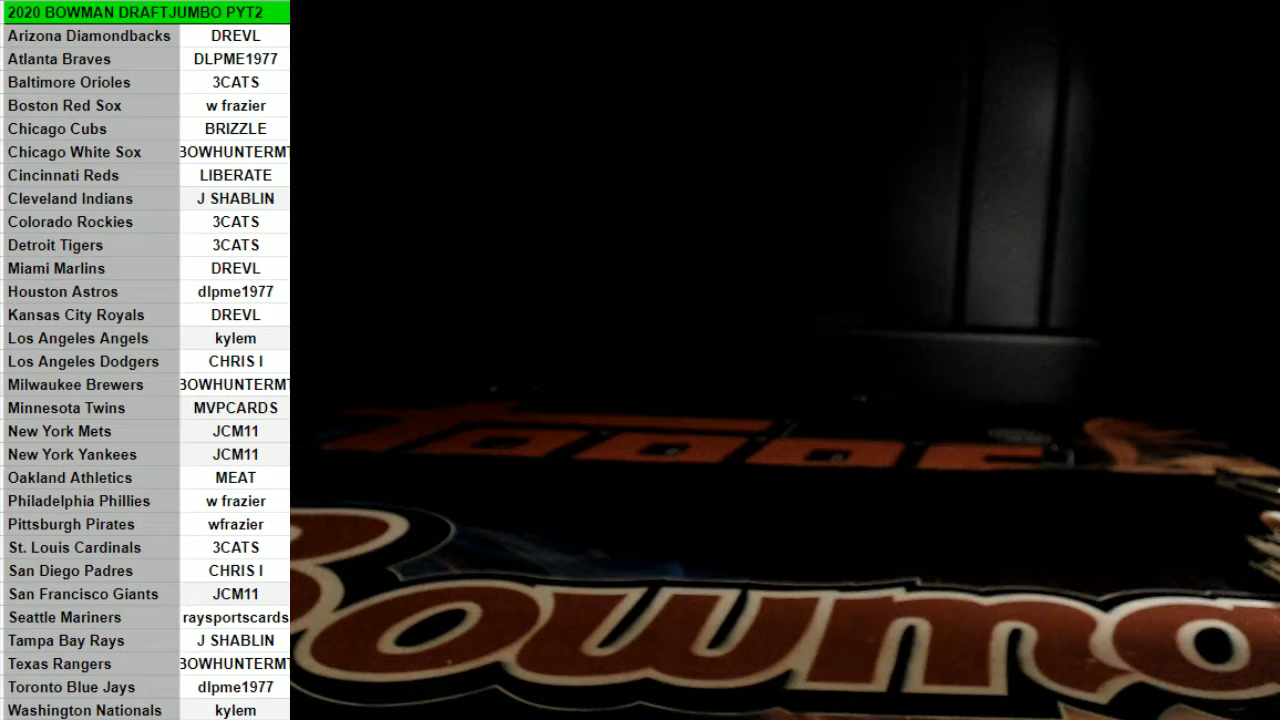 2020 BOWMAN DRAFTJUMBO PYT2
Arizona Diamondbacks DREVL
Atlanta Braves DLPME1977
Baltimore Orioles 3CATS
Boston Red Sox w frazier
Chicago Cubs BRIZZLE
Chicago White Sox BOWHUNTERMT
Cincinnati Reds LIBERATE
Cleveland Indians J SHABLIN
Colorado Rockies 3CATS
Detroit Tigers 3CATS
Miami Marlins DREVL
Houston Astros dlpme1977
Kansas City Royals DREVL
Los Angeles Angels kylem
Los Angeles Dodgers CHRIS I
Milwaukee Brewers BOWHUNTERMT
Minnesota Twins MVPCARDS
New York Mets JCM11
New York Yankees JCM11
Oakland Athletics MEAT
Philadelphia Phillies w frazier
Pittsburgh Pirates wfrazier
St. Louis Cardinals 3CATS
San Diego Padres CHRIS I
San Francisco Giants JCM11
Seattle Mariners raysportscards
Tampa Bay Rays J SHABLIN
Texas Rangers BOWHUNTERMT
Toronto Blue Jays dlpme1977
Washington Nationals kylem
Bowma